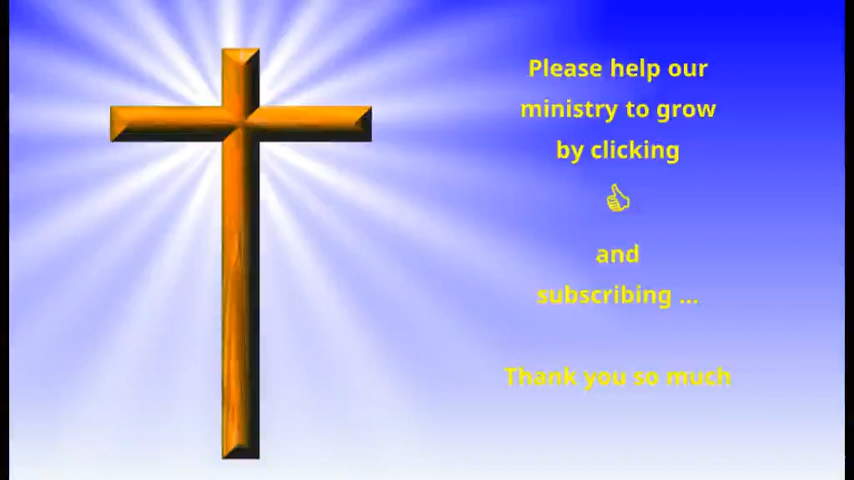 Please help our
ministry to grow
by clicking
👍
and
subscribing ...
Thank you so much